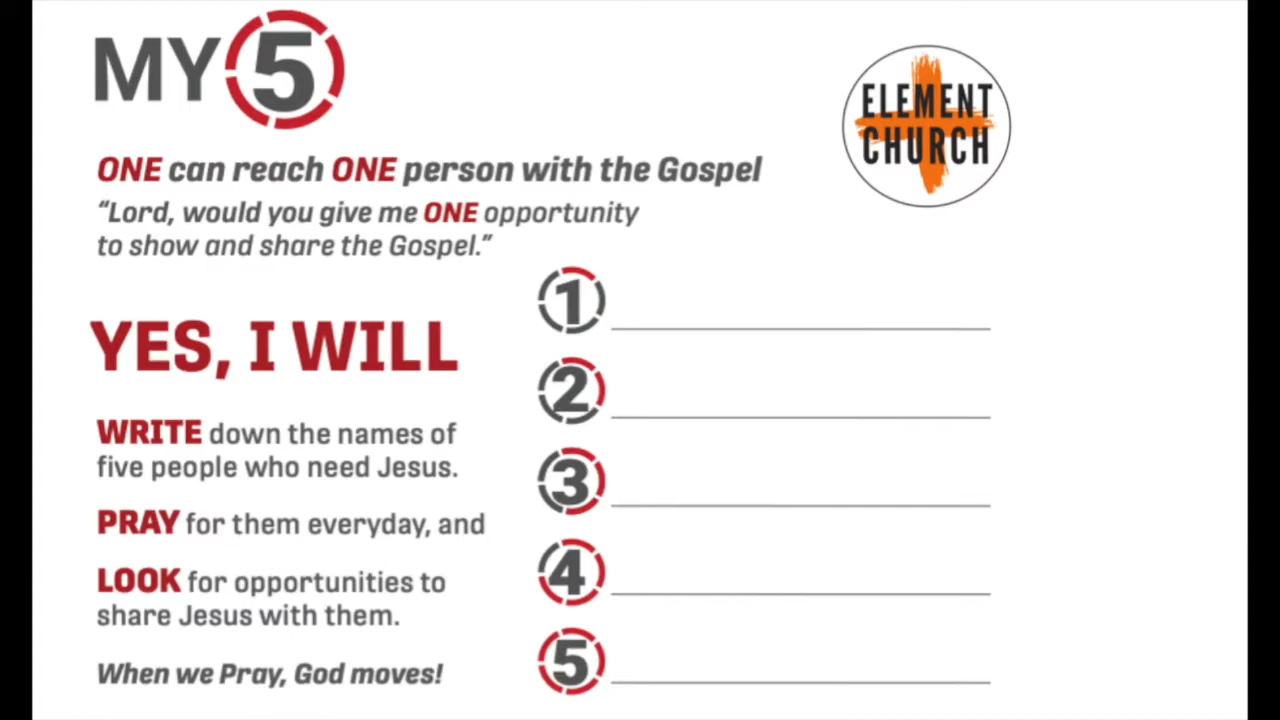 MY 5
ELEMENT
CHURCH
ONE can reach ONE person with the Gospel
“Lord, would you give me ONE opportunity
to show and share the Gospel.”
YES, I WILL
WRITE down the names of
five people who need Jesus.
PRAY for them everyday, and
LOOK for opportunities to
share Jesus with them.
When we Pray, God moves!
1
2
3
4
5